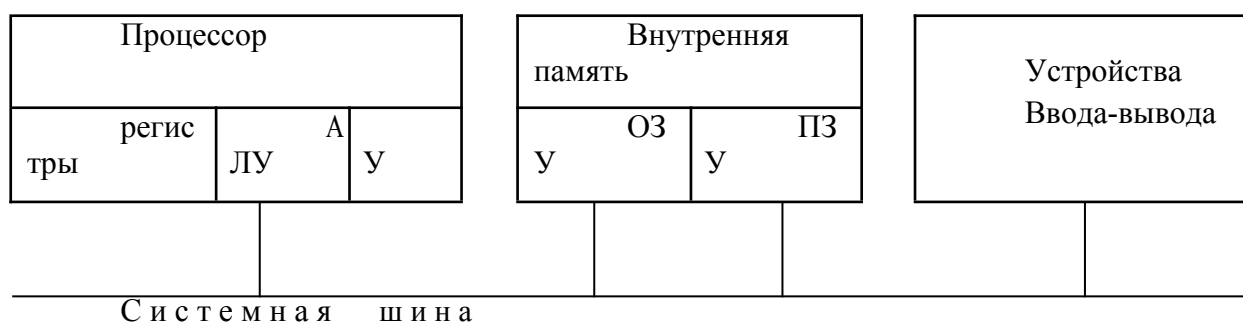 Процессор
регис
тры
А
ЛУ
У
Внутренняя
память
ОЗ
У
ПЗ
У
Устройства
Ввода-вывода
Системная шина